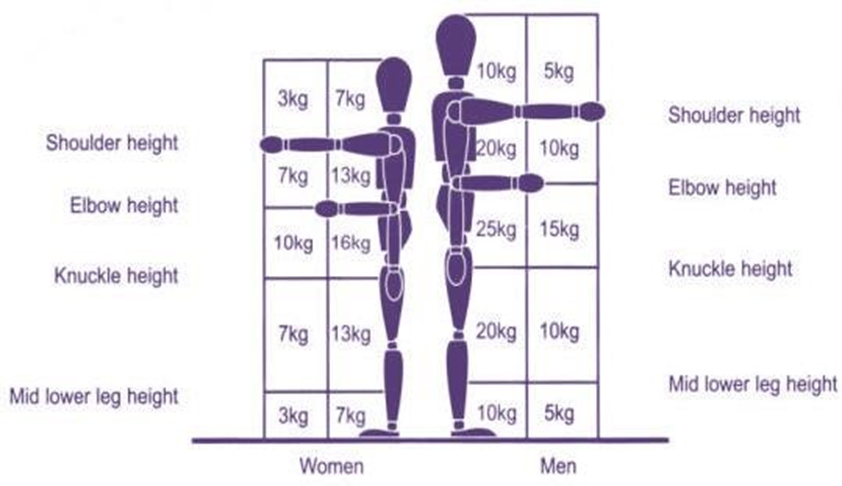 10kg 5kg
3kg 7kg
Shoulder height
Shoulder height
20kg 10kg
7kg 13kg
Elbow height
Elbow height
25kg 15kg
10kg 16kg
Knuckle height
Knuckle height
7kg 13kg
20kg 10kg
Mid lower leg height
Mid lower leg height
3kg 7kg
10kg 5kg
Women
Men